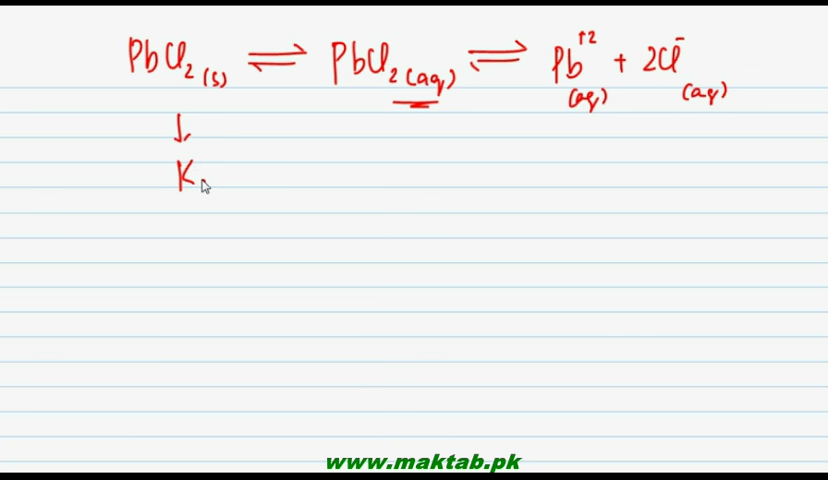 PbCl₂(s) ⇌ PbCl₂(aq) ⇌ Pb⁺²(aq) + 2Cl⁻(aq)
↓
K
www.maktab.pk